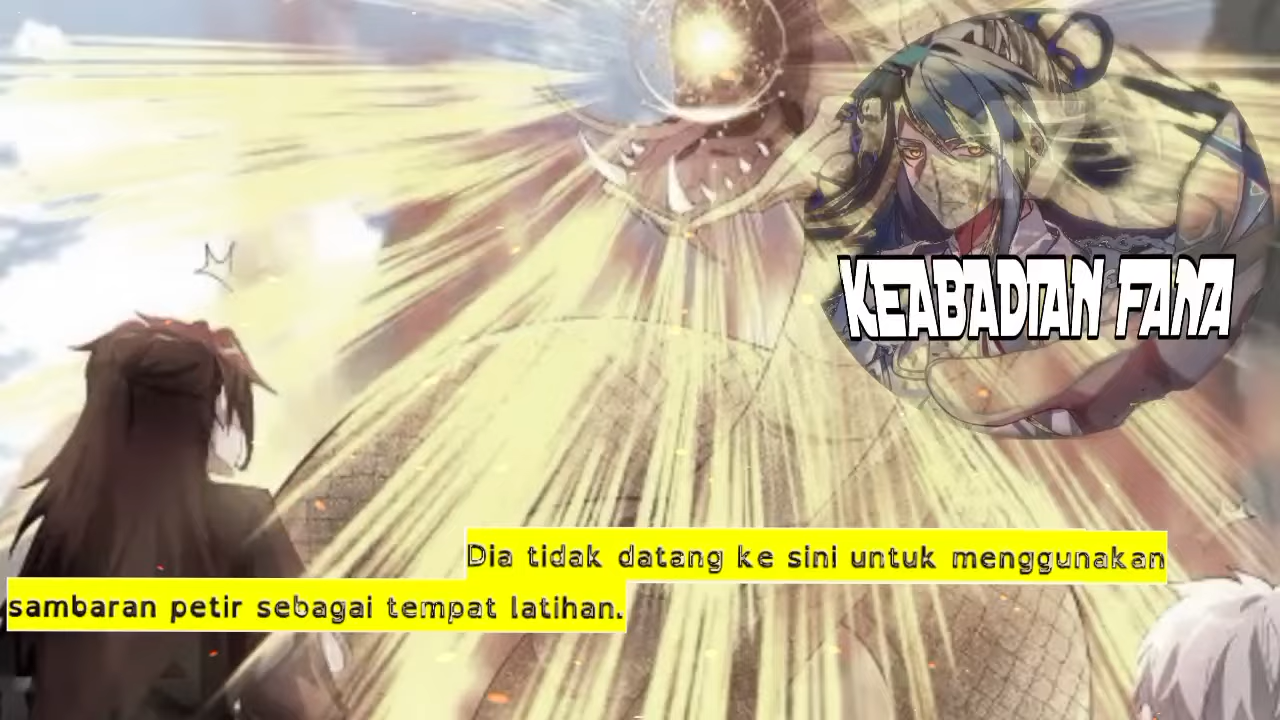 KEABADIAN FANA
Dia tidak datang ke sini untuk menggunakan
sambaran petir sebagai tempat latihan.